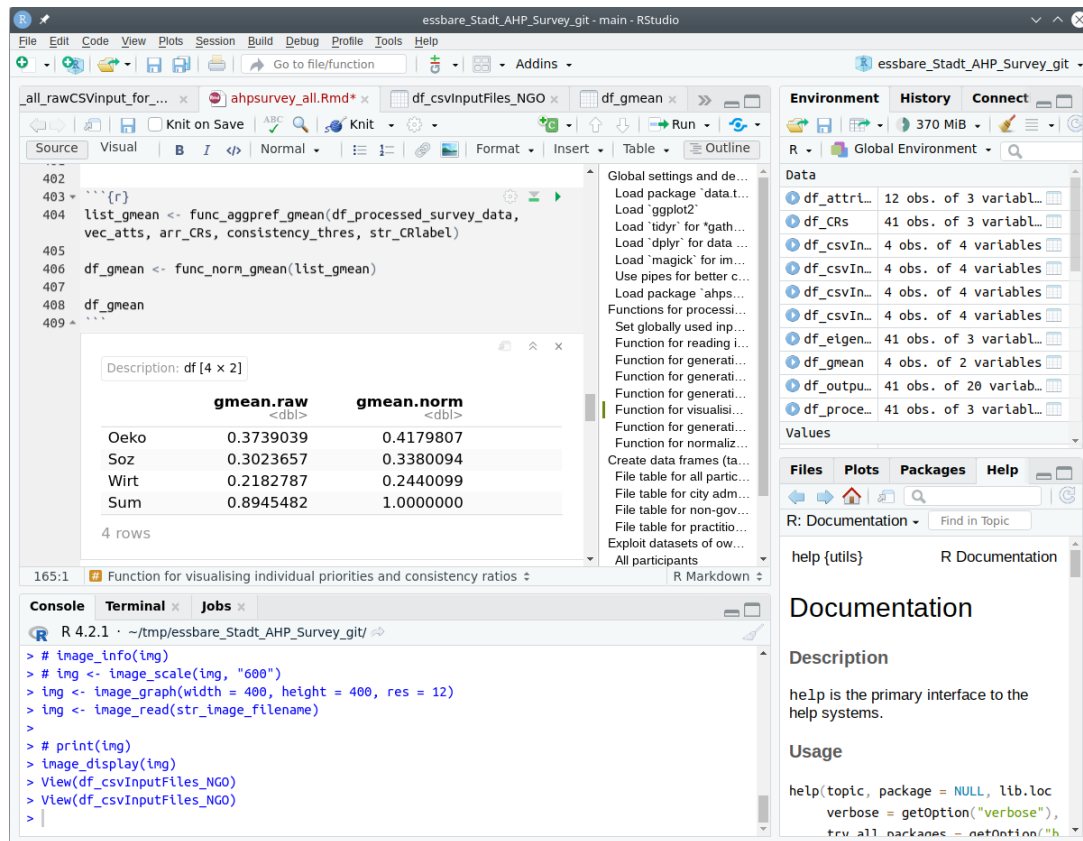 essbare_Stadt_AHP_Survey_git - main - RStudio
File Edit Code View Plots Session Build Debug Profile Tools Help
Go to file/function Addins essbare_Stadt_AHP_Survey_git
_all_rawCSVinput_for_... ahpsurvey_all.Rmd* df_csvInputFiles_NGO df_gmean
Knit on Save ABC Knit Run
Source Visual B I </> Normal Format Insert Table Outline
402
403 ```{r}
404 list_gmean <- func_aggpref_gmean(df_processed_survey_data,
vec_atts, arr_CRs, consistency_thres, str_CRlabel)
405
406 df_gmean <- func_norm_gmean(list_gmean)
407
408 df_gmean
409 ```
Description: df [4 × 2]
gmean.raw gmean.norm
<dbl> <dbl>
Oeko 0.3739039 0.4179807
Soz 0.3023657 0.3380094
Wirt 0.2182787 0.2440099
Sum 0.8945482 1.0000000
4 rows
Global settings and de...
Load package `data.t...
Load `ggplot2`
Load `tidyr` for *gath...
Load `dplyr` for data ...
Load `magick` for im...
Use pipes for better c...
Load package `ahps...
Functions for processi...
Set globally used inp...
Function for reading i...
Function for generati...
Function for generati...
Function for generati...
Function for visualisi...
Function for generati...
Function for normaliz...
Create data frames (ta...
File table for all partic...
File table for city adm...
File table for non-gov...
File table for practitio...
Exploit datasets of ow...
All participants
165:1 # Function for visualising individual priorities and consistency ratios R Markdown
Console Terminal Jobs
R 4.2.1 · ~/tmp/essbare_Stadt_AHP_Survey_git/
> # image_info(img)
> # img <- image_scale(img, "600")
> img <- image_graph(width = 400, height = 400, res = 12)
> img <- image_read(str_image_filename)
>
> # print(img)
> image_display(img)
> View(df_csvInputFiles_NGO)
> View(df_csvInputFiles_NGO)
>
Environment History Connect
370 MiB
R Global Environment
Data
df_attri... 12 obs. of 3 variabl...
df_CRs 41 obs. of 3 variabl...
df_csvIn... 4 obs. of 4 variables
df_csvIn... 4 obs. of 4 variables
df_csvIn... 4 obs. of 4 variables
df_csvIn... 4 obs. of 4 variables
df_eigen... 41 obs. of 3 variabl...
df_gmean 4 obs. of 2 variables
df_outpu... 41 obs. of 20 variab...
df_proce... 41 obs. of 3 variabl...
Values
Files Plots Packages Help
R: Documentation Find in Topic
help {utils} R Documentation
Documentation
Description
help is the primary interface to the
help systems.
Usage
help(topic, package = NULL, lib.loc
verbose = getOption("verbose"),
try.all.packages = getOption("h